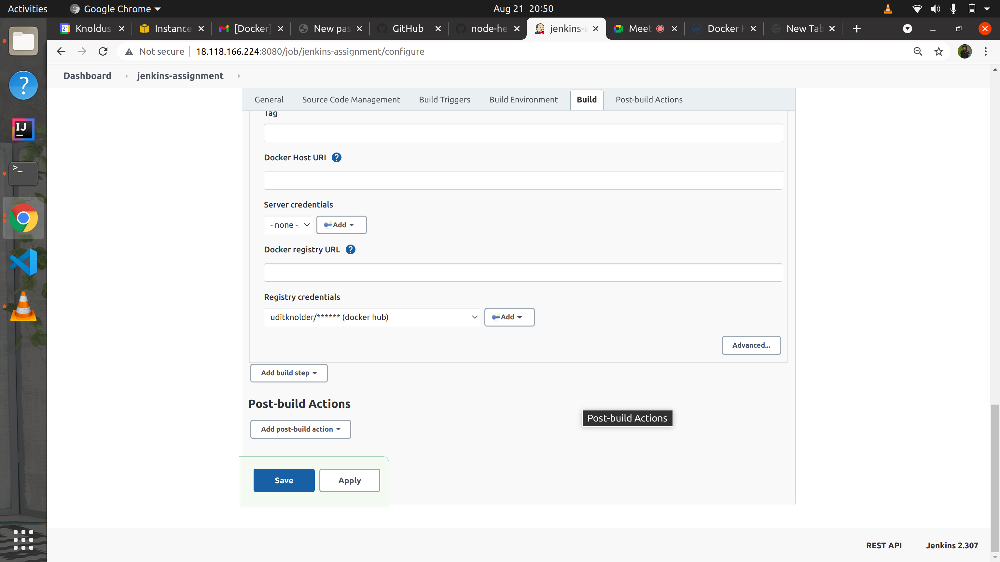 Activities Google Chrome Aug 21 20:50
21 Knoldus Instance [Docker] New pas GitHub node-he jenkins-a Meet Docker H New Tab
Not secure 18.118.166.224:8080/job/jenkins-assignment/configure
Dashboard jenkins-assignment
General Source Code Management Build Triggers Build Environment Build Post-build Actions
Tag
Docker Host URI ?
Server credentials
- none - Add
Docker registry URL ?
Registry credentials
uditknolder/****** (docker hub) Add
Advanced...
Add build step
Post-build Actions
Post-build Actions
Add post-build action
Save Apply
REST API Jenkins 2.307
?
IJ
>_